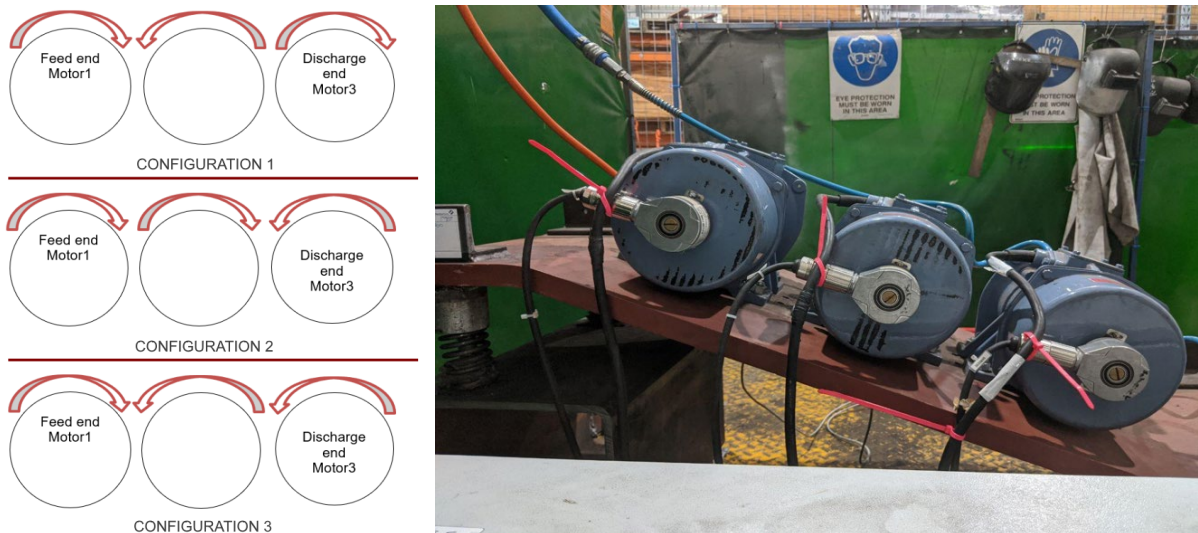 Feed end
Motor1
Discharge
end
Motor3
CONFIGURATION 1
Feed end
Motor1
Discharge
end
Motor3
CONFIGURATION 2
Feed end
Motor1
Discharge
end
Motor3
CONFIGURATION 3
EYE PROTECTION
MUST BE WORN
IN THIS AREA
PROTECTION
MUST BE WORN
IN THIS AREA